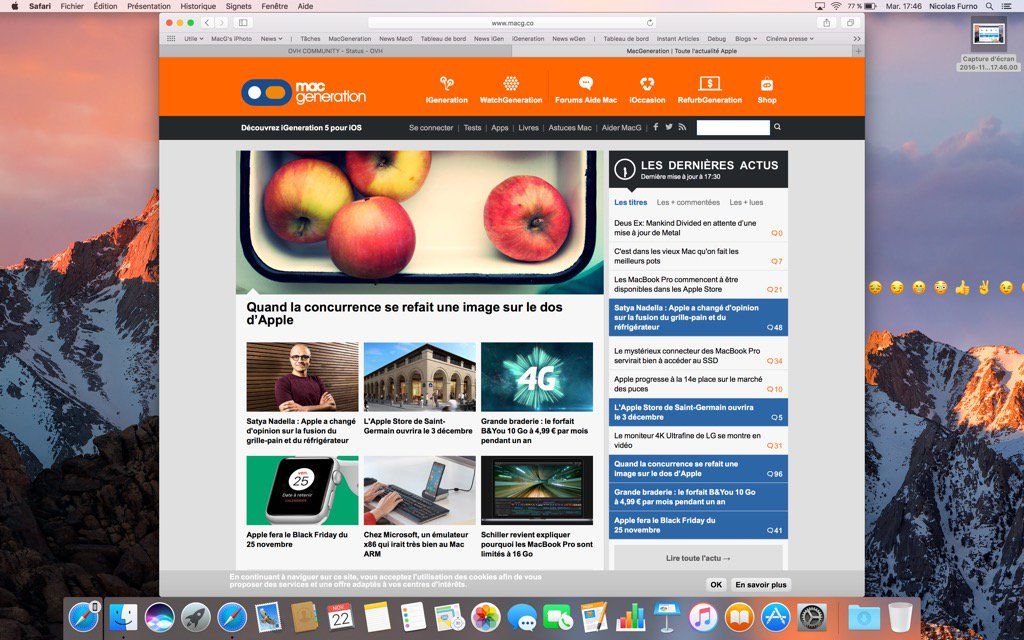 Safari Fichier Édition Présentation Historique Signets Fenêtre Aide
77 % Mar. 17:46 Nicolas Furno
www.macg.co
Utile MacG's iPhoto News Tâches MacGeneration News MacG Tableau de bord News iGen iGeneration News wGen Tableau de bord Instant Articles Debug Blogs Cinéma presse
OVH COMMUNITY - Status - OVH
MacGeneration | Toute l'actualité Apple
Capture d'écran
2016-11...17.46.00
mac
generation
iGeneration WatchGeneration Forums Aide Mac iOccasion RefurbGeneration Shop
Découvrez iGeneration 5 pour iOS
Se connecter | Tests | Apps | Livres | Astuces Mac | Aider MacG
Quand la concurrence se refait une image sur le dos
d'Apple
Satya Nadella : Apple a changé
d'opinion sur la fusion du
grille-pain et du réfrigérateur
L'Apple Store de Saint-
Germain ouvrira le 3 décembre
4G
Grande braderie : le forfait
B&You 10 Go à 4,99 € par mois
pendant un an
ven.
25
Date à retenir
Apple fera le Black Friday du
25 novembre
Chez Microsoft, un émulateur
x86 qui irait très bien au Mac
ARM
Schiller revient expliquer
pourquoi les MacBook Pro sont
limités à 16 Go
LES DERNIÈRES ACTUS
Dernière mise à jour à 17:30
Les titres Les + commentées Les + lues
Deus Ex: Mankind Divided en attente d'une
mise à jour de Metal 0
C'est dans les vieux Mac qu'on fait les
meilleurs pots 7
Les MacBook Pro commencent à être
disponibles dans les Apple Store 21
Satya Nadella : Apple a changé d'opinion
sur la fusion du grille-pain et du
réfrigérateur 48
Le mystérieux connecteur des MacBook Pro
servirait bien à accéder au SSD 34
Apple progresse à la 14e place sur le marché
des puces 10
L'Apple Store de Saint-Germain ouvrira
le 3 décembre 5
Le moniteur 4K Ultrafine de LG se montre en
vidéo 31
Quand la concurrence se refait une
image sur le dos d'Apple 96
Grande braderie : le forfait B&You 10 Go
à 4,99 € par mois pendant un an
Apple fera le Black Friday du
25 novembre 41
Lire toute l'actu →
En continuant à naviguer sur ce site, vous acceptez l'utilisation des cookies afin de vous
proposer des services et une offre adaptés à vos centres d'intérêts.
OK En savoir plus
NOV
22